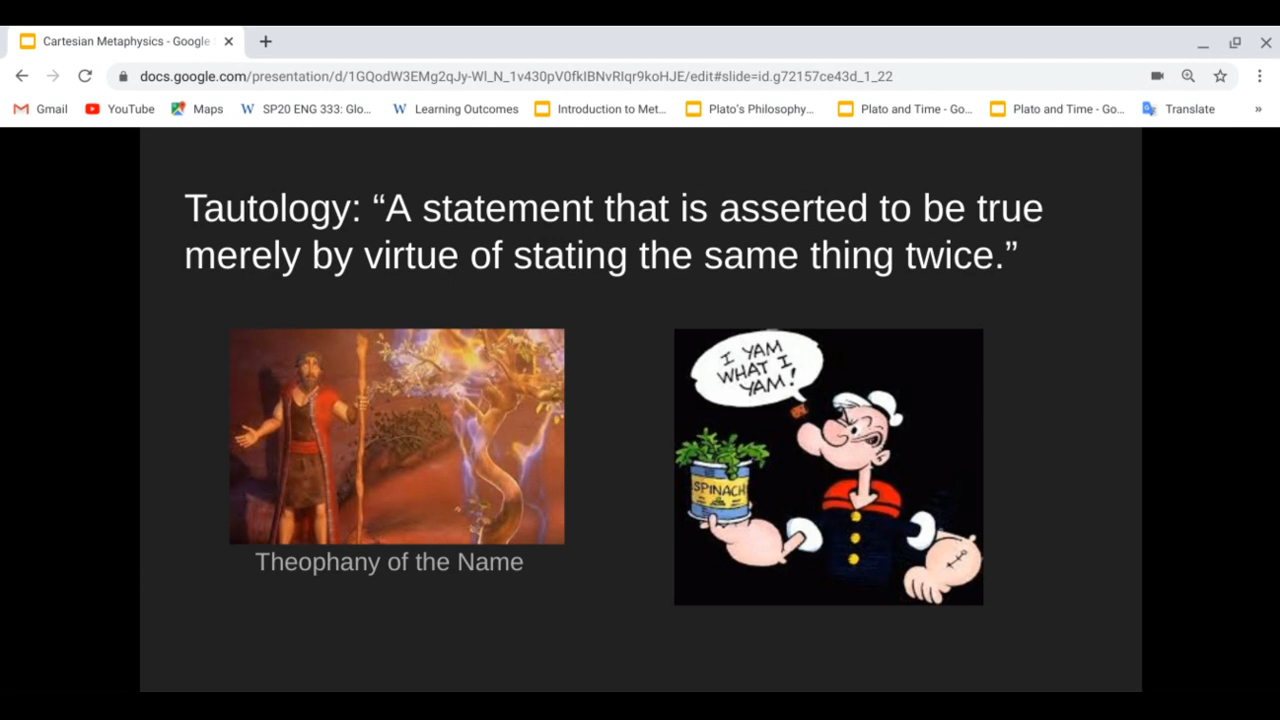 Cartesian Metaphysics - Google
docs.google.com/presentation/d/1GQodW3EMg2qJy-Wl_N_1v430pV0fkIBNvRIqr9koHJE/edit#slide=id.g72157ce43d_1_22
Gmail YouTube Maps SP20 ENG 333: Glo... Learning Outcomes Introduction to Met... Plato's Philosophy... Plato and Time - Go... Plato and Time - Go... Translate »
Tautology: “A statement that is asserted to be true
merely by virtue of stating the same thing twice.”
I YAM
WHAT I
YAM!
SPINACH
Theophany of the Name